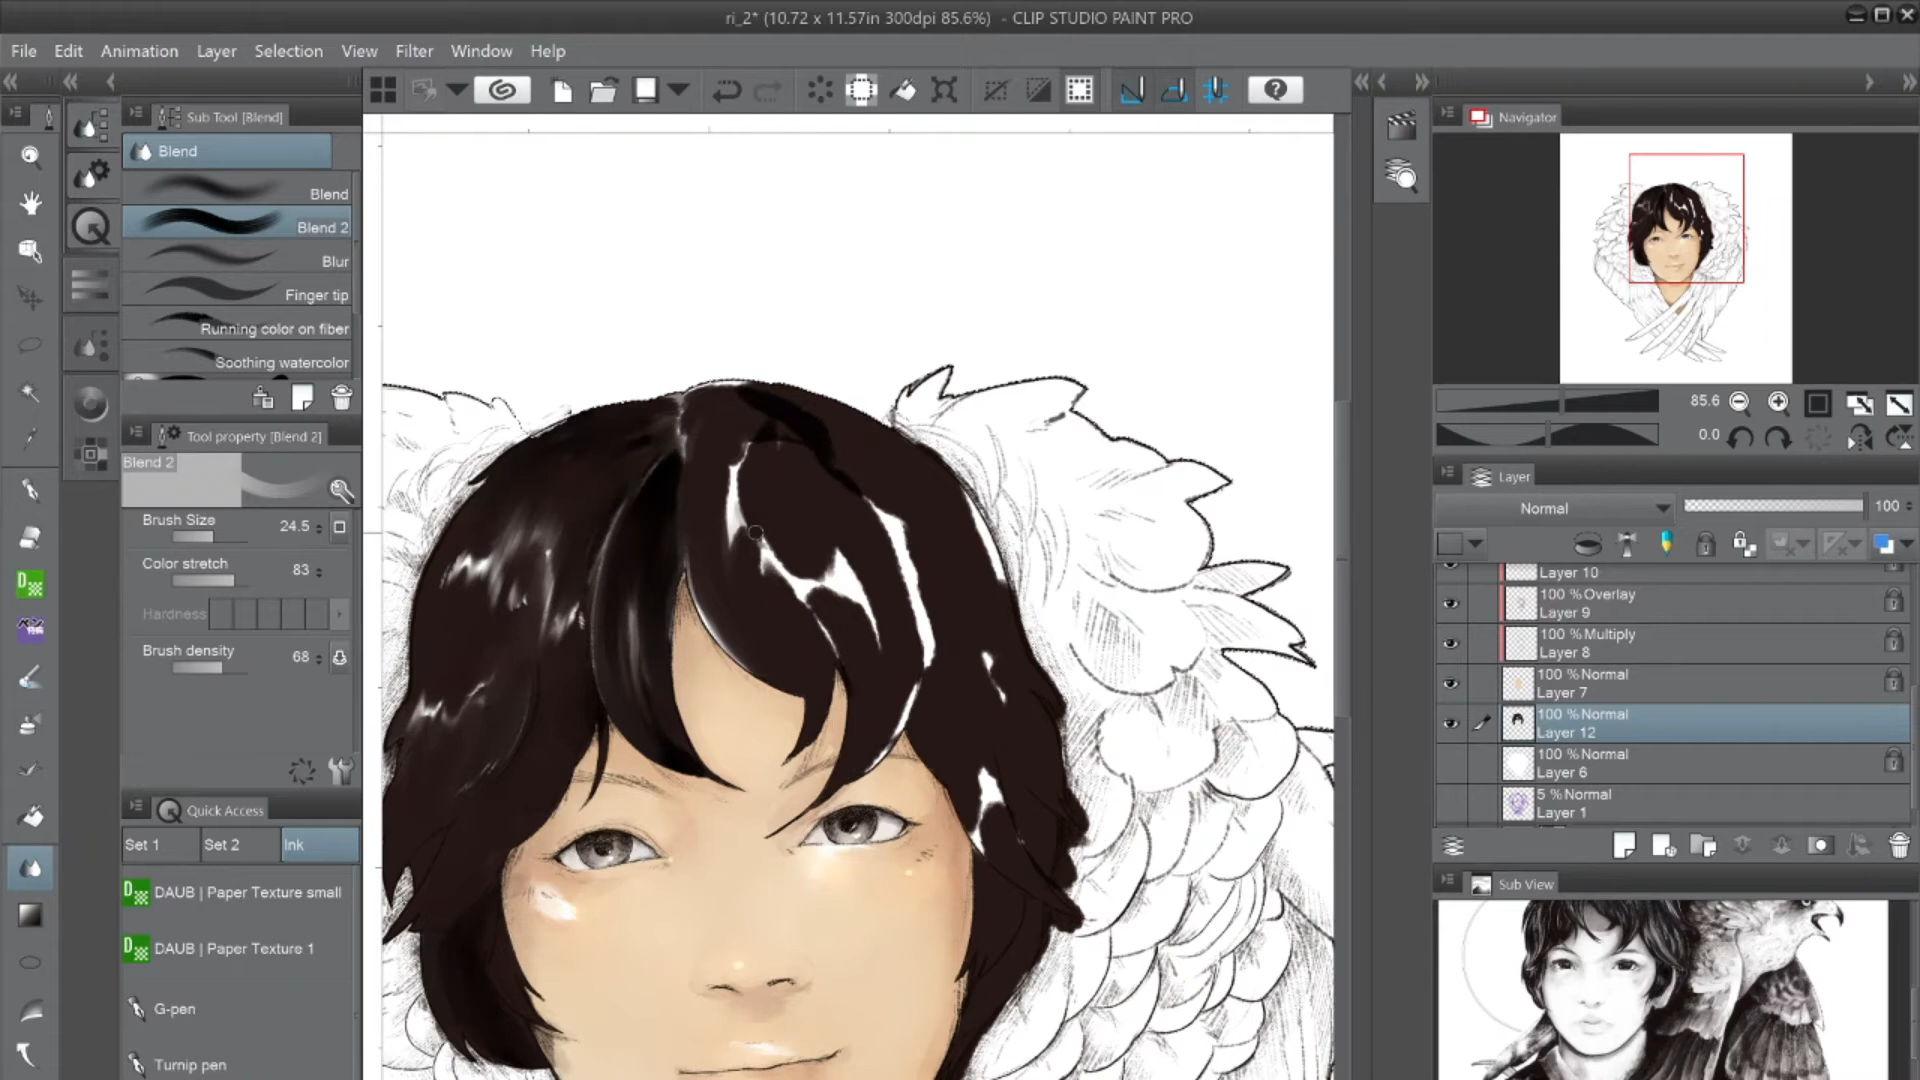 ri_2* (10.72 x 11.57in 300dpi 85.6%) - CLIP STUDIO PAINT PRO
File Edit Animation Layer Selection View Filter Window Help
Sub Tool [Blend]
Blend
Blend
Blend 2
Blur
Finger tip
Running color on fiber
Soothing watercolor
Tool property [Blend 2]
Blend 2
Brush Size 24.5
Color stretch 83
Hardness
Brush density 68
Quick Access
Set 1 Set 2 Ink
DAUB | Paper Texture small
DAUB | Paper Texture 1
G-pen
Turnip pen
Navigator
85.6
0.0
Layer
Normal 100
Layer 10
100 % Overlay
Layer 9
100 % Multiply
Layer 8
100 % Normal
Layer 7
100 % Normal
Layer 12
100 % Normal
Layer 6
5 % Normal
Layer 1
Sub View